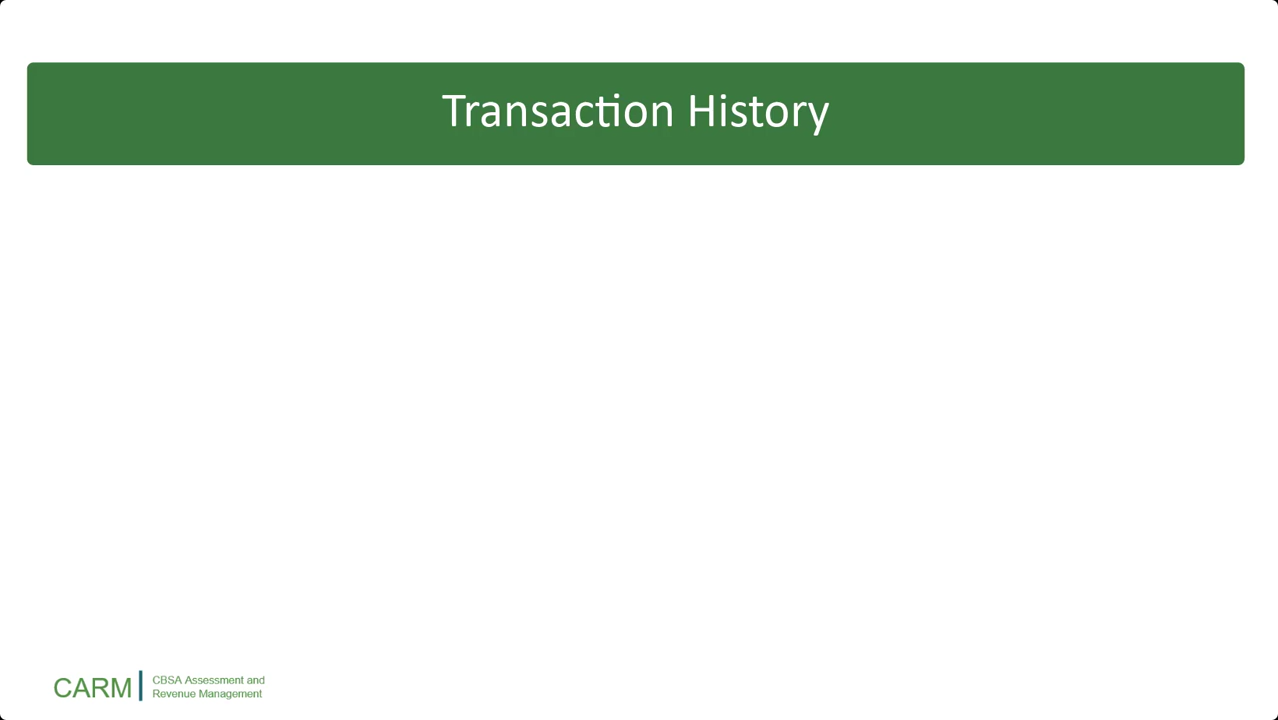 Transaction History
CARM
CBSA Assessment and
Revenue Management